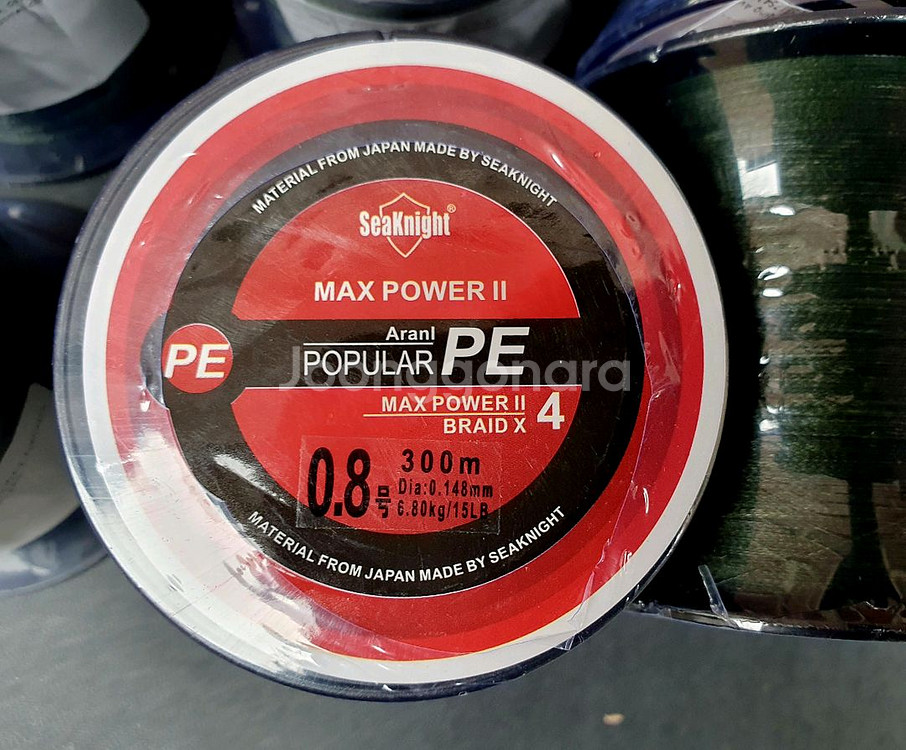 MATERIAL FROM JAPAN MADE BY SEAKNIGHT
SeaKnight®
MAX POWER II
PE
Aranl
POPULAR PE
MAX POWER II
BRAID X 4
0.8号
300m
Dia:0.148mm
6.80kg/15LB
MATERIAL FROM JAPAN MADE BY SEAKNIGHT
Joonggonara